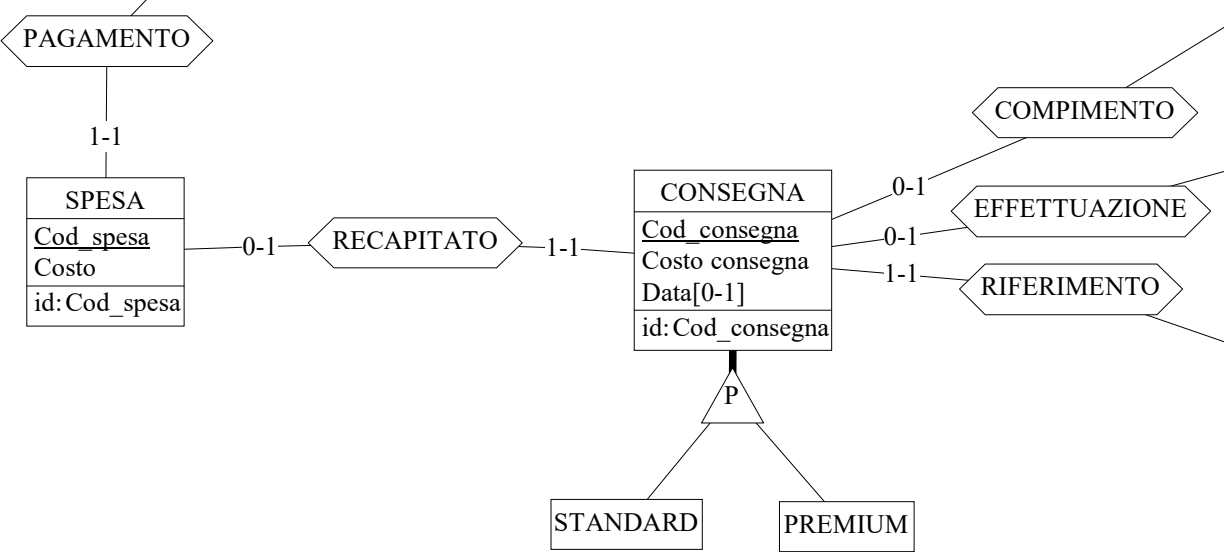 PAGAMENTO
1-1
SPESA
Cod_spesa
Costo
id: Cod_spesa
0-1
RECAPITATO
1-1
CONSEGNA
Cod_consegna
Costo consegna
Data[0-1]
id: Cod_consegna
0-1
COMPIMENTO
0-1
EFFETTUAZIONE
1-1
RIFERIMENTO
P
STANDARD
PREMIUM